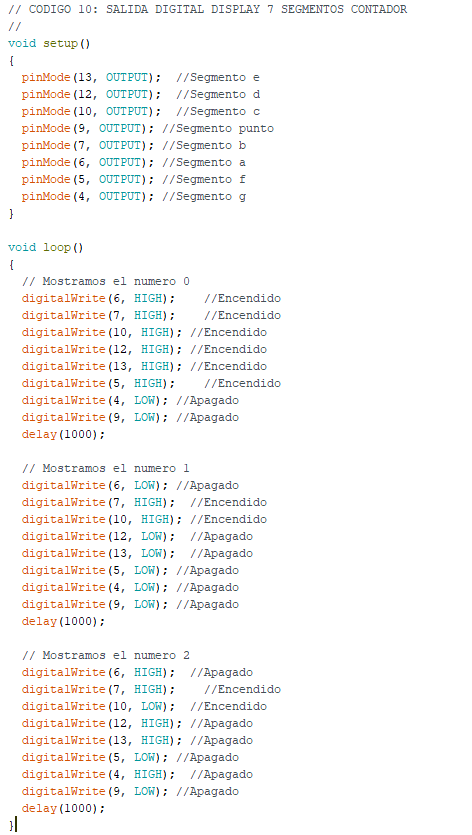 // CODIGO 10: SALIDA DIGITAL DISPLAY 7 SEGMENTOS CONTADOR
//
void setup()
{
  pinMode(13, OUTPUT);  //Segmento e
  pinMode(12, OUTPUT);  //Segmento d
  pinMode(10, OUTPUT);  //Segmento c
  pinMode(9, OUTPUT); //Segmento punto
  pinMode(7, OUTPUT); //Segmento b
  pinMode(6, OUTPUT); //Segmento a
  pinMode(5, OUTPUT); //Segmento f
  pinMode(4, OUTPUT); //Segmento g
}

void loop()
{
  // Mostramos el numero 0
  digitalWrite(6, HIGH);    //Encendido
  digitalWrite(7, HIGH);    //Encendido
  digitalWrite(10, HIGH); //Encendido
  digitalWrite(12, HIGH); //Encendido
  digitalWrite(13, HIGH); //Encendido
  digitalWrite(5, HIGH);    //Encendido
  digitalWrite(4, LOW); //Apagado
  digitalWrite(9, LOW); //Apagado
  delay(1000);

  // Mostramos el numero 1
  digitalWrite(6, LOW); //Apagado
  digitalWrite(7, HIGH);  //Encendido
  digitalWrite(10, HIGH); //Encendido
  digitalWrite(12, LOW);  //Apagado
  digitalWrite(13, LOW);  //Apagado
  digitalWrite(5, LOW); //Apagado
  digitalWrite(4, LOW); //Apagado
  digitalWrite(9, LOW); //Apagado
  delay(1000);

  // Mostramos el numero 2
  digitalWrite(6, HIGH);  //Apagado
  digitalWrite(7, HIGH);    //Encendido
  digitalWrite(10, LOW);  //Encendido
  digitalWrite(12, HIGH); //Apagado
  digitalWrite(13, HIGH); //Apagado
  digitalWrite(5, LOW); //Apagado
  digitalWrite(4, HIGH);  //Apagado
  digitalWrite(9, LOW); //Apagado
  delay(1000);
}